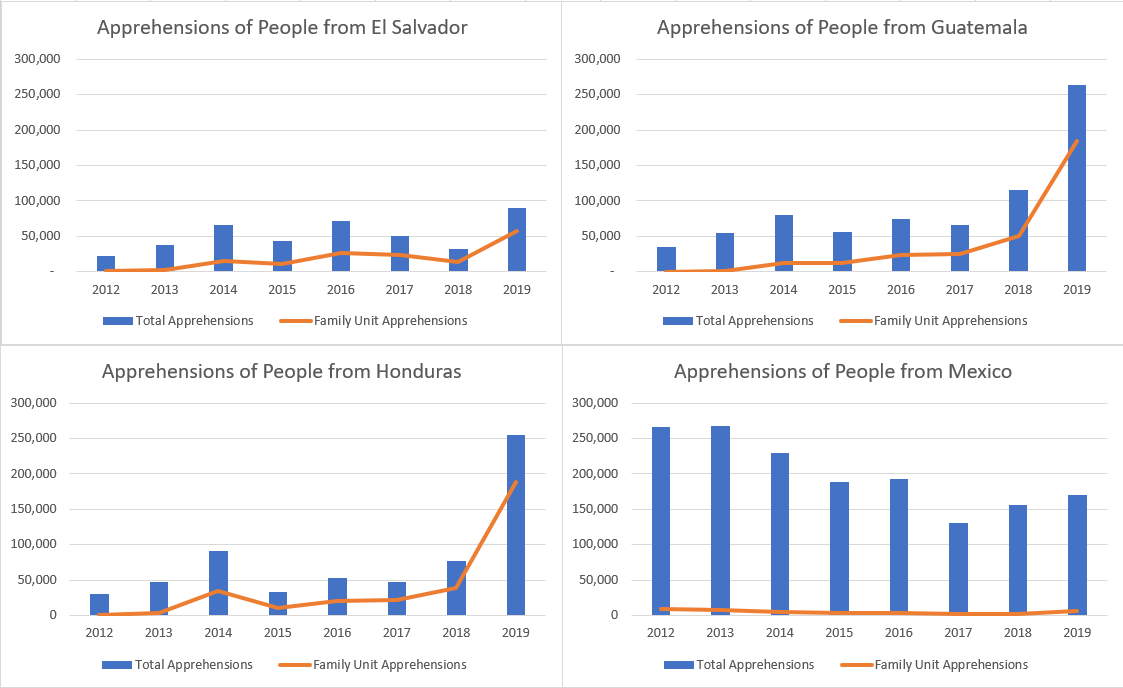 Apprehensions of People from El Salvador
300,000
250,000
200,000
150,000
100,000
50,000
-
2012 2013 2014 2015 2016 2017 2018 2019
Total Apprehensions Family Unit Apprehensions
Apprehensions of People from Guatemala
300,000
250,000
200,000
150,000
100,000
50,000
-
2012 2013 2014 2015 2016 2017 2018 2019
Total Apprehensions Family Unit Apprehensions
Apprehensions of People from Honduras
300,000
250,000
200,000
150,000
100,000
50,000
0
2012 2013 2014 2015 2016 2017 2018 2019
Total Apprehensions Family Unit Apprehensions
Apprehensions of People from Mexico
300,000
250,000
200,000
150,000
100,000
50,000
0
2012 2013 2014 2015 2016 2017 2018 2019
Total Apprehensions Family Unit Apprehensions